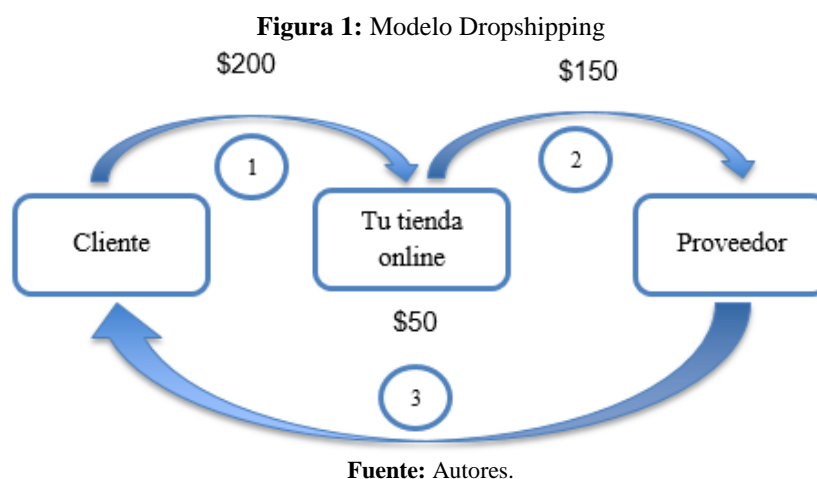 Figura 1: Modelo Dropshipping
$200
$150
1
2
Cliente
Tu tienda
online
Proveedor
$50
3
Fuente: Autores.